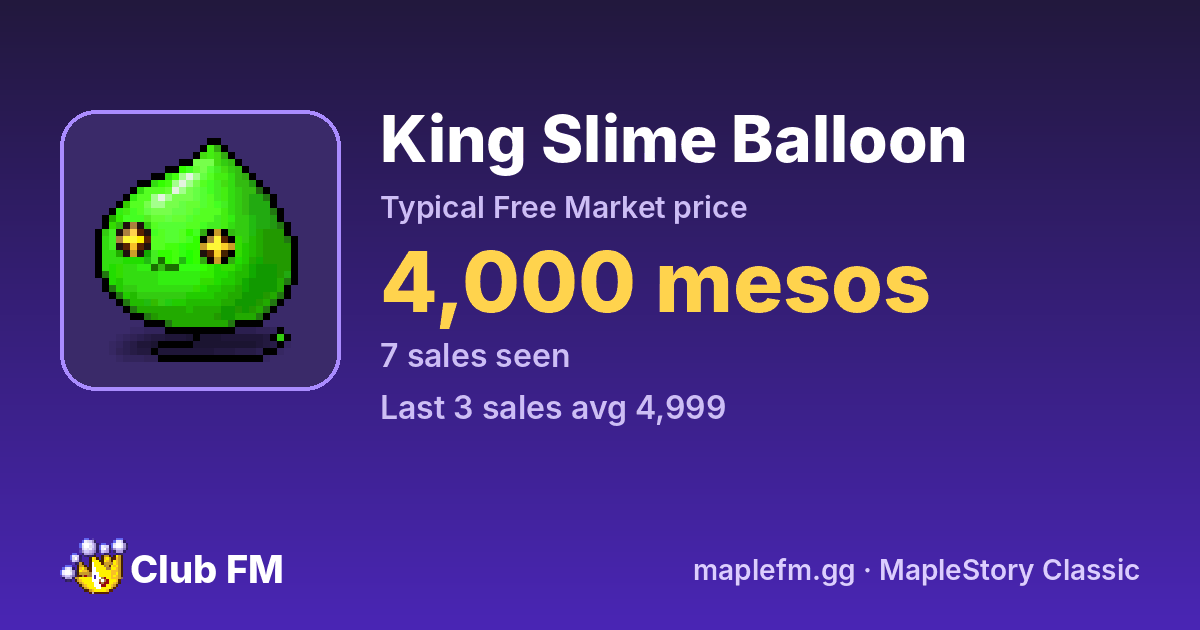 King Slime Balloon
Typical Free Market price
4,000 mesos
7 sales seen
Last 3 sales avg 4,999
Club FM
maplefm.gg · MapleStory Classic